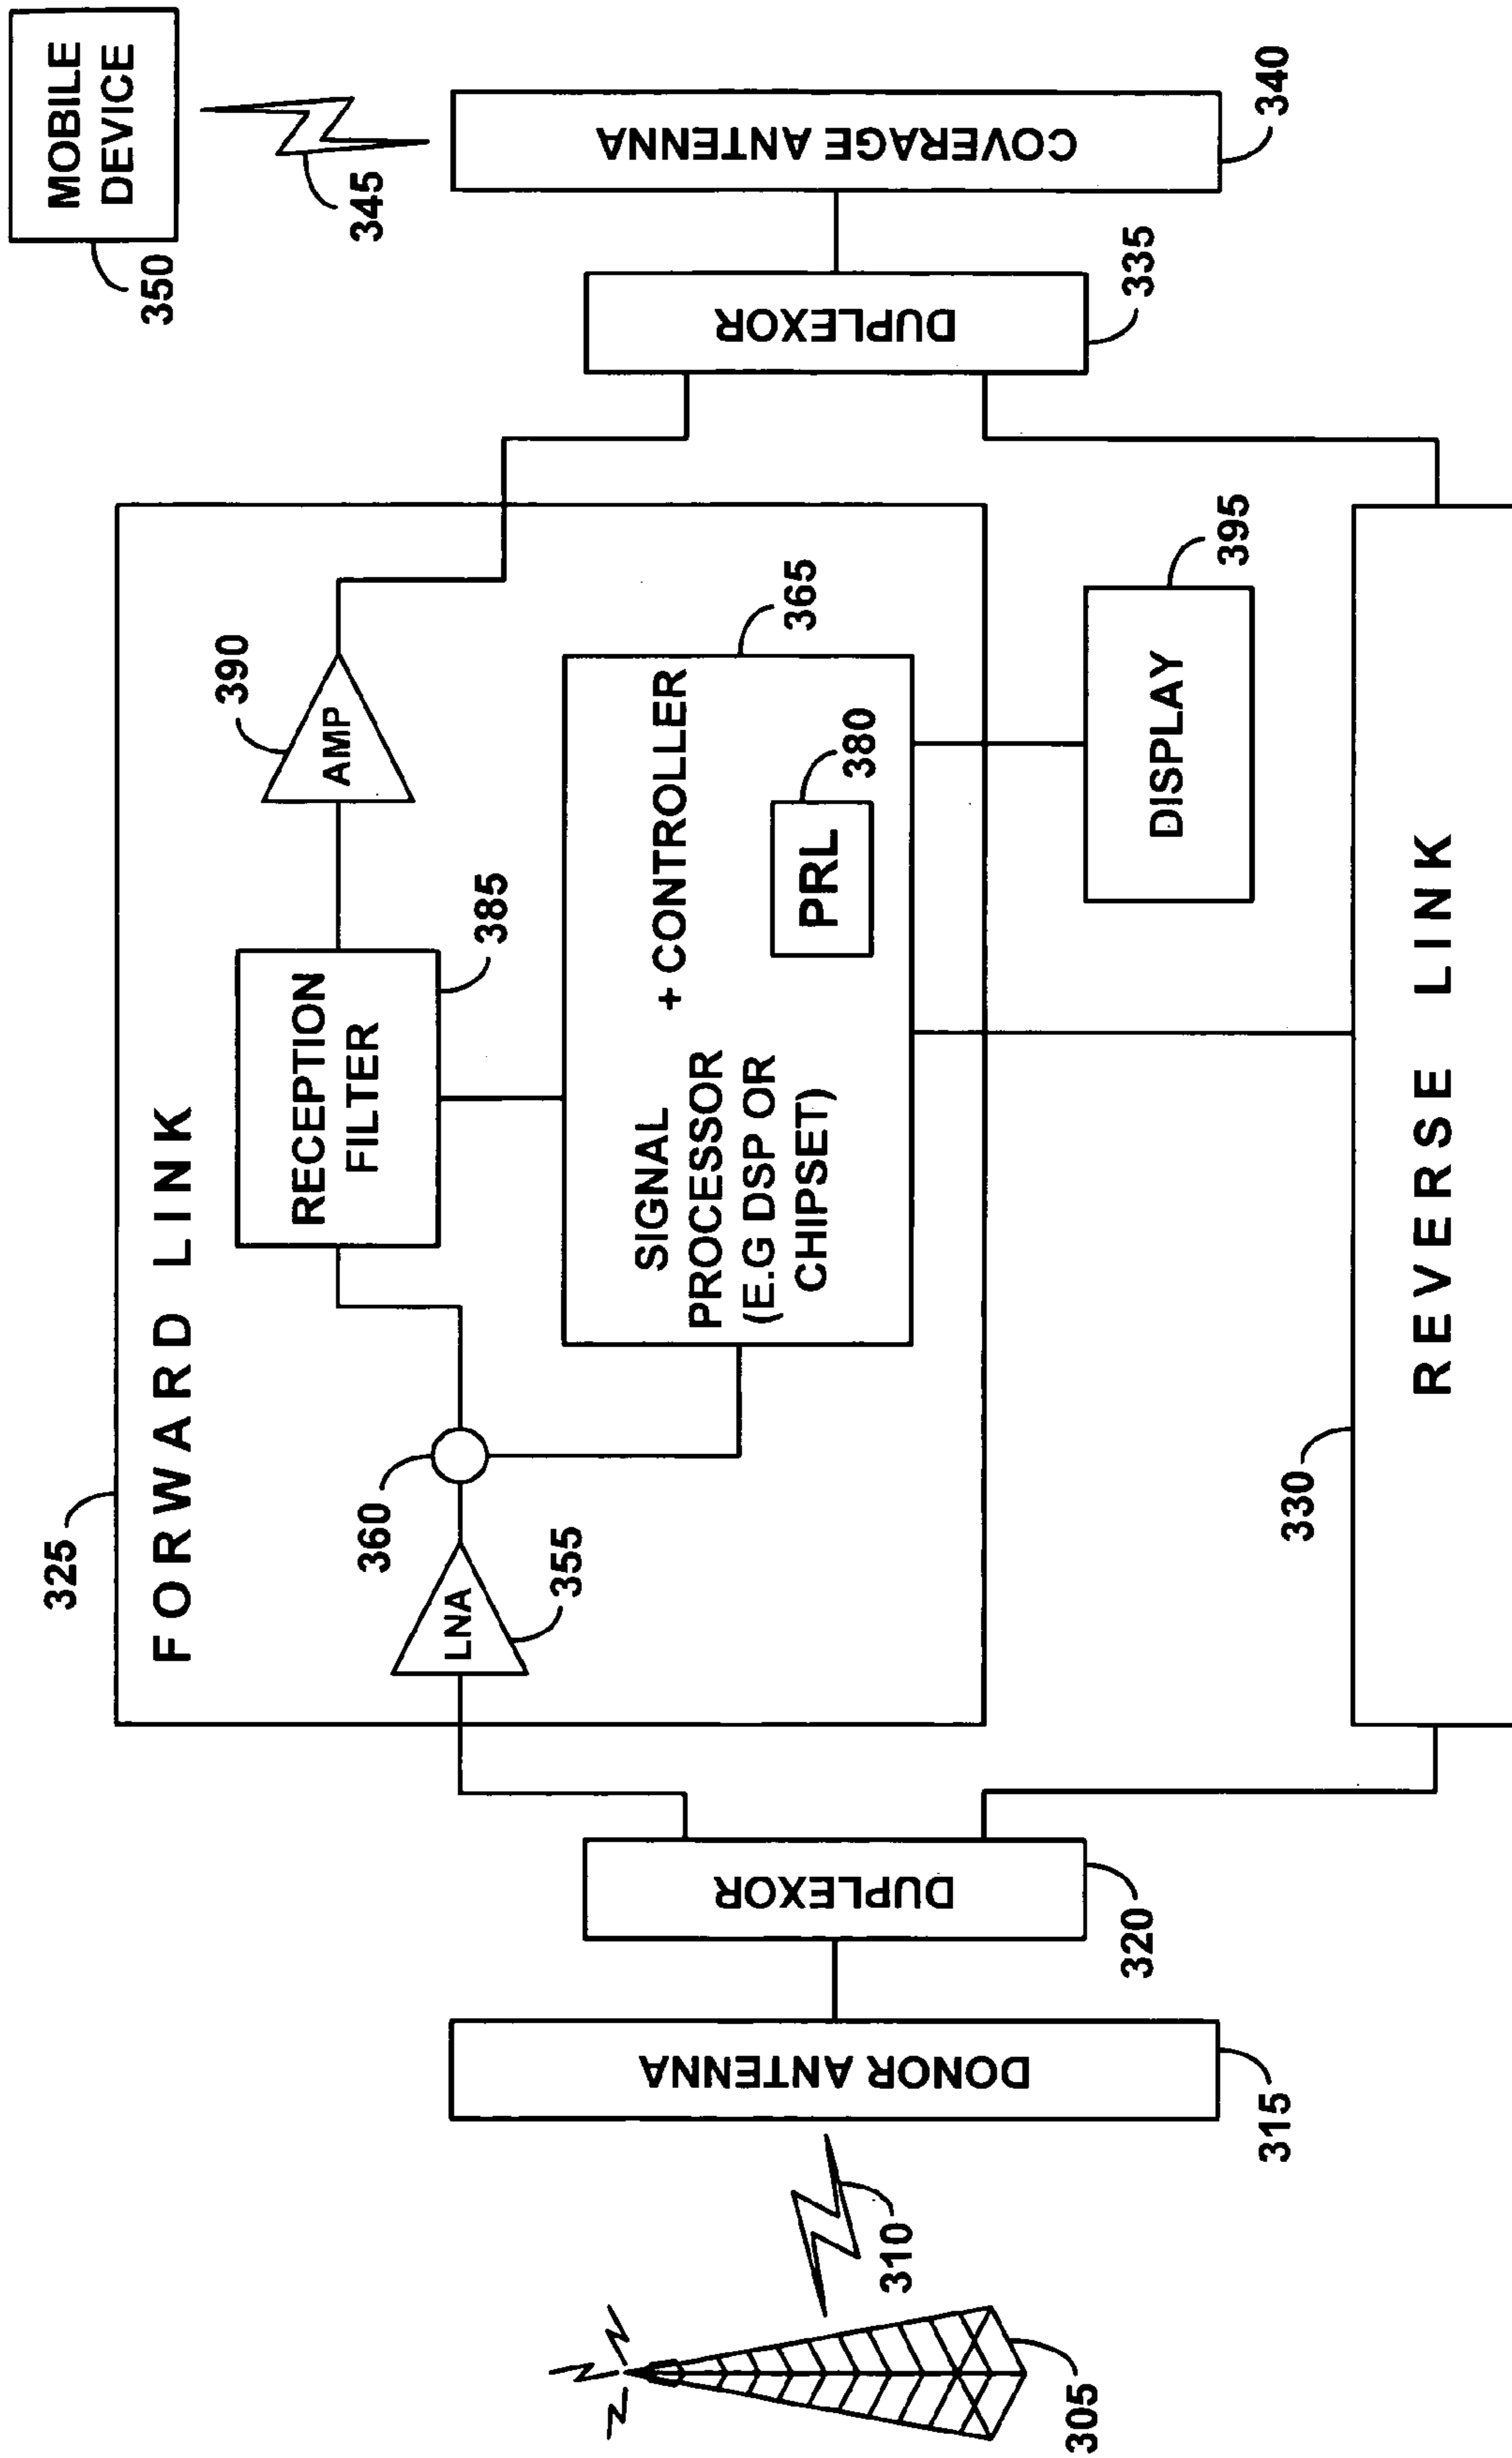 MOBILE
DEVICE
350
345
COVERAGE ANTENNA
340
DUPLEXOR
335
325
FORWARD LINK
LNA
355
360
RECEPTION
FILTER
385
AMP
390
SIGNAL
PROCESSOR
(E.G DSP OR
CHIPSET)
+ CONTROLLER
365
PRL
380
DISPLAY
395
REVERSE LINK
330
DUPLEXOR
320
DONOR ANTENNA
315
310
305